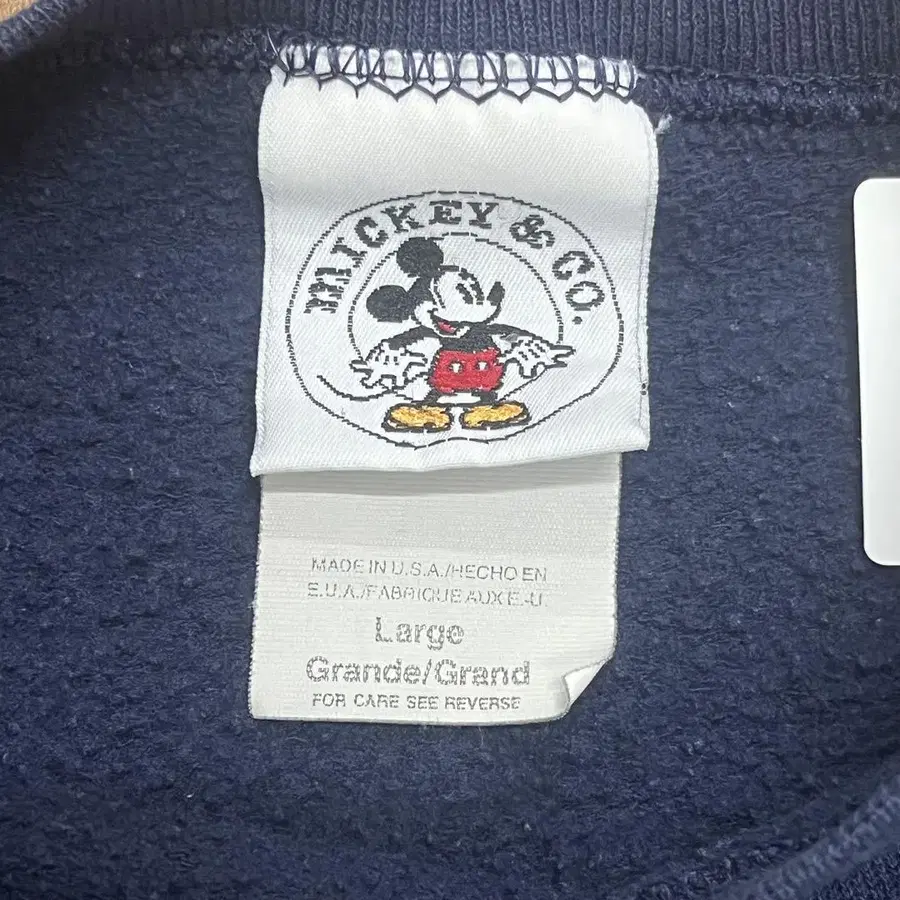 MICKEY & CO.
MADE IN U.S.A./HECHO EN
E.U.A./FABRIQUE AUX E.-U.
Large
Grande/Grand
FOR CARE SEE REVERSE